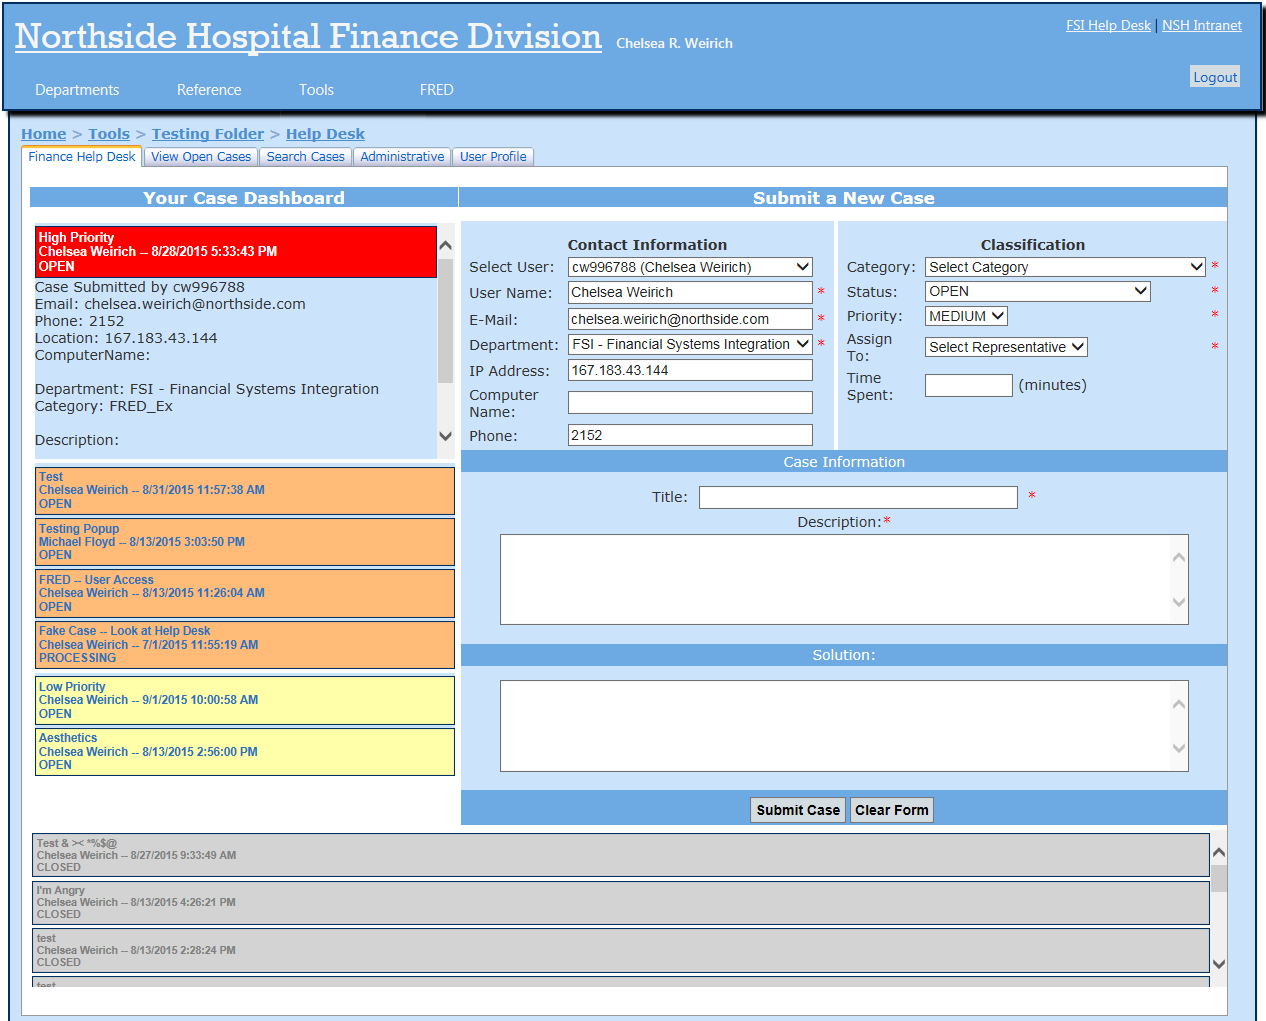 Northside Hospital Finance Division Chelsea R. Weirich
FSI Help Desk | NSH Intranet
Logout
Departments Reference Tools FRED
Home > Tools > Testing Folder > Help Desk
Finance Help Desk View Open Cases Search Cases Administrative User Profile
Your Case Dashboard
High Priority
Chelsea Weirich -- 8/28/2015 5:33:43 PM
OPEN
Case Submitted by cw996788
Email: chelsea.weirich@northside.com
Phone: 2152
Location: 167.183.43.144
ComputerName:
Department: FSI - Financial Systems Integration
Category: FRED_Ex
Description:
Test
Chelsea Weirich -- 8/31/2015 11:57:38 AM
OPEN
Testing Popup
Michael Floyd -- 8/13/2015 3:03:50 PM
OPEN
FRED -- User Access
Chelsea Weirich -- 8/13/2015 11:26:04 AM
OPEN
Fake Case -- Look at Help Desk
Chelsea Weirich -- 7/1/2015 11:55:19 AM
PROCESSING
Low Priority
Chelsea Weirich -- 9/1/2015 10:00:58 AM
OPEN
Aesthetics
Chelsea Weirich -- 8/13/2015 2:56:00 PM
OPEN
Submit a New Case
Contact Information
Select User: cw996788 (Chelsea Weirich)
User Name: Chelsea Weirich *
E-Mail: chelsea.weirich@northside.com *
Department: FSI - Financial Systems Integration *
IP Address: 167.183.43.144
Computer
Name:
Phone: 2152
Classification
Category: Select Category *
Status: OPEN *
Priority: MEDIUM *
Assign
To: Select Representative *
Time
Spent: (minutes)
Case Information
Title: *
Description:*
Solution:
Submit Case Clear Form
Test & >< *%$@
Chelsea Weirich -- 8/27/2015 9:33:49 AM
CLOSED
I'm Angry
Chelsea Weirich -- 8/13/2015 4:26:21 PM
CLOSED
test
Chelsea Weirich -- 8/13/2015 2:28:24 PM
CLOSED
test